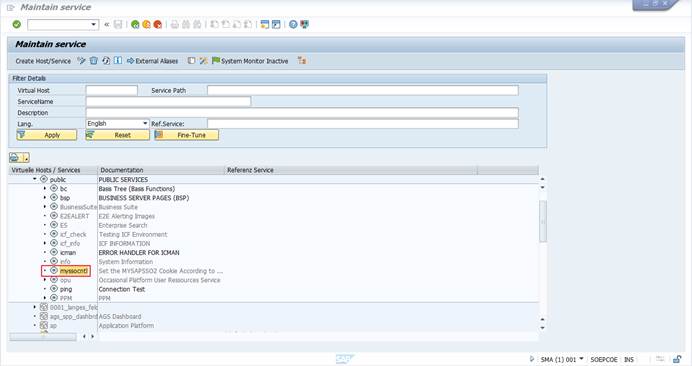 Maintain service
Maintain service
Create Host/Service External Aliases System Monitor Inactive
Filter Details
Virtual Host Service Path
ServiceName
Description
Lang. English Ref.Service:
Apply Reset Fine-Tune
Virtuelle Hosts / Services Documentation Referenz Service
public PUBLIC SERVICES
bc Basis Tree (Basis Functions)
bsp BUSINESS SERVER PAGES (BSP)
BusinessSuite Business Suite
E2EALERT E2E Alerting Images
ES Enterprise Search
icf_check Testing ICF Environment
icf_info ICF INFORMATION
icman ERROR HANDLER FOR ICMAN
info System Information
myssocntl Set the MYSAPSSO2 Cookie According to ...
opu Occasional Platform User Ressources Service
ping Connection Test
PPM PPM
0001_langes_feld
ags_spp_dashbrd AGS Dashboard
ap Application Platform
SAP SMA (1) 001 SOEPCOE INS